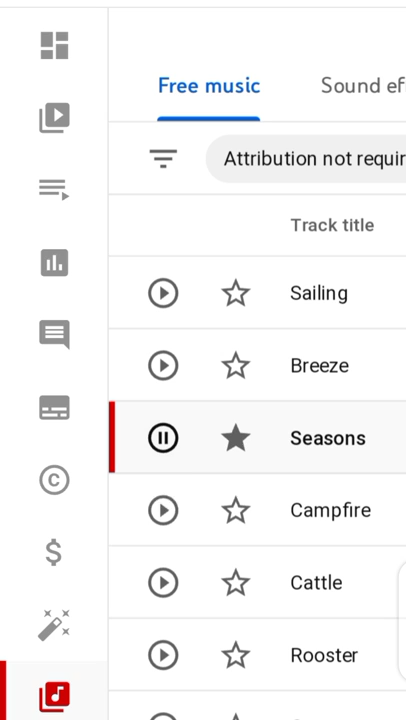 Free music
Sound ef
Attribution not requir
Track title
Sailing
Breeze
Seasons
Campfire
Cattle
Rooster